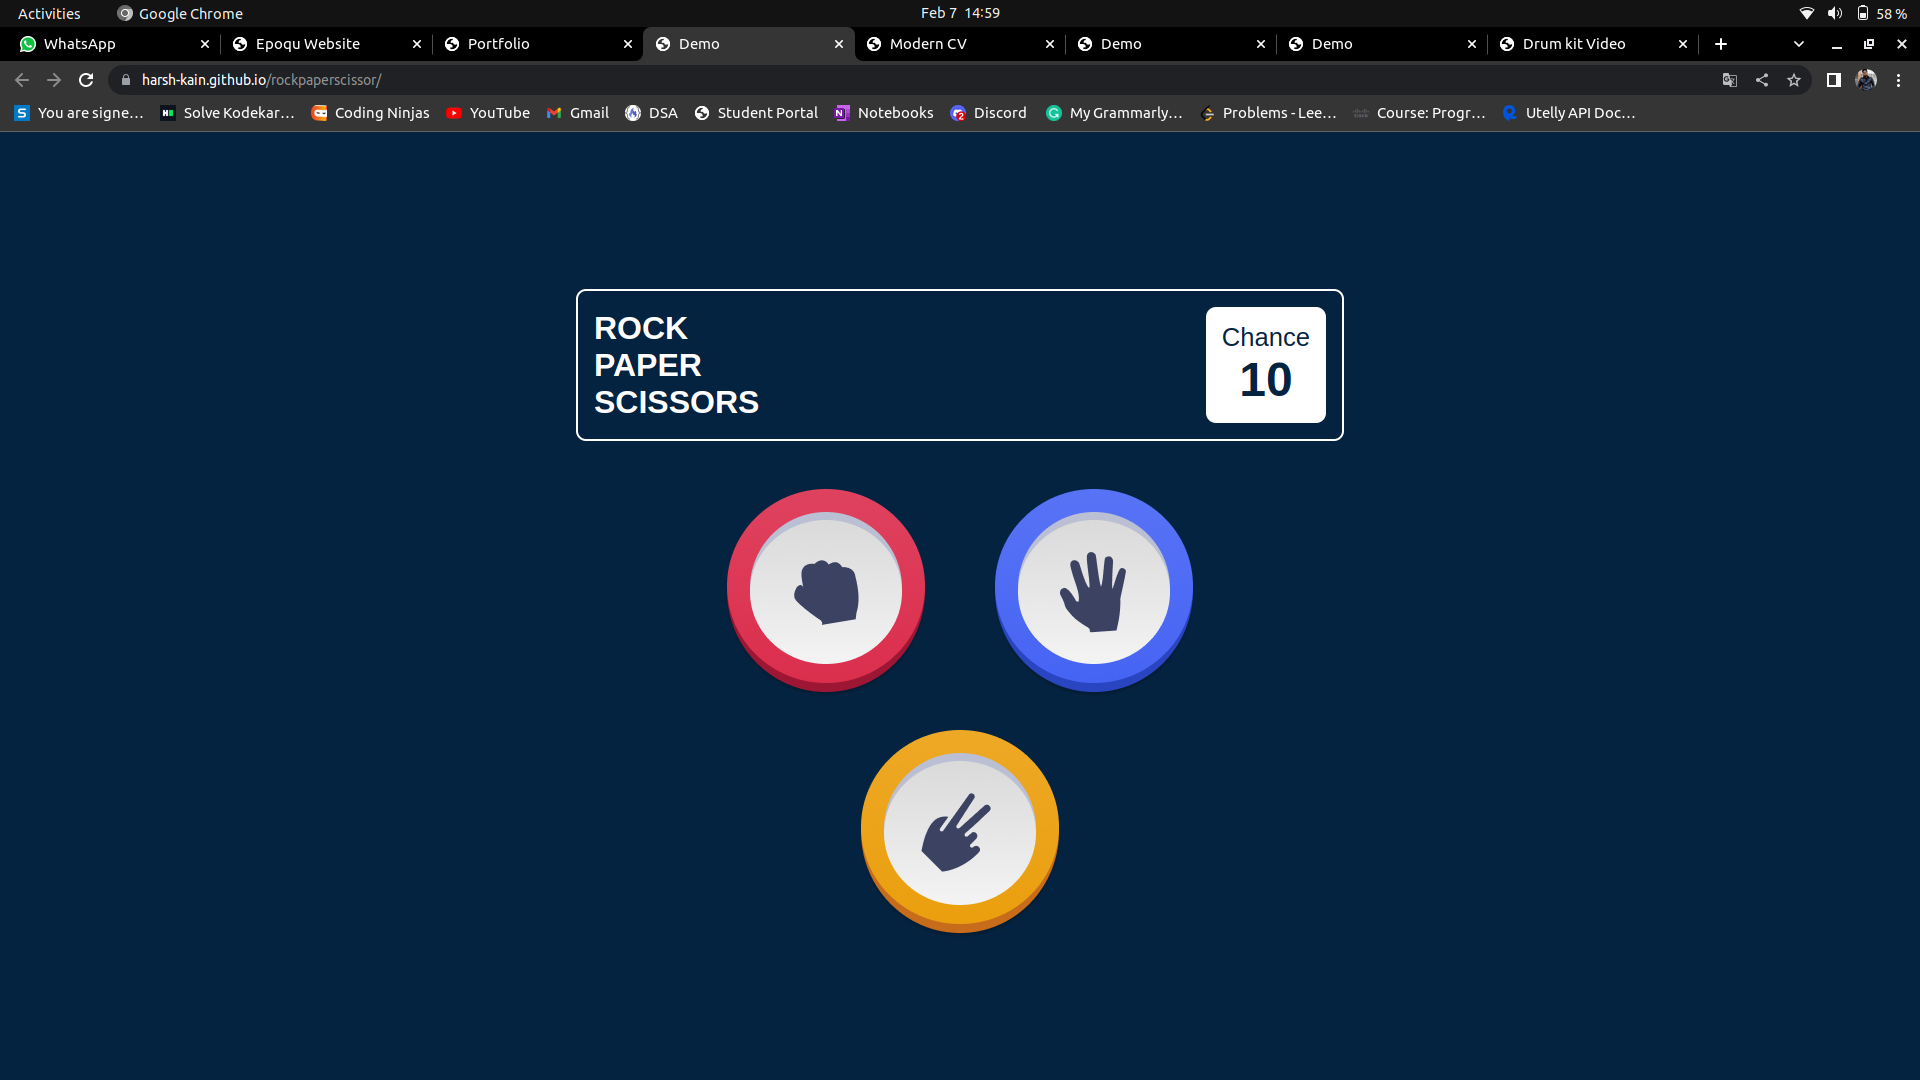 Activities Google Chrome Feb 7 14:59 58 %
WhatsApp Epoqu Website Portfolio Demo Modern CV Demo Demo Drum kit Video
harsh-kain.github.io/rockpaperscissor/
You are signe… Solve Kodekar… Coding Ninjas YouTube Gmail DSA Student Portal Notebooks Discord My Grammarly… Problems - Lee… Course: Progr… Utelly API Doc…
ROCK
PAPER
SCISSORS
Chance
10